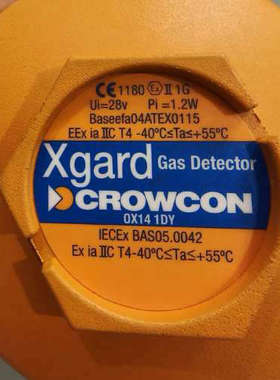 CE 1180 Ex II 1G
Ui=28v Pi=1.2W
Baseefa04ATEX0115
EEx ia IIC T4 -40°C≤Ta≤+55°C
Xgard Gas Detector
CROWCON
OX14 1DY
IECEx BAS05.0042
Ex ia IIC T4-40°C≤Ta≤+55°C